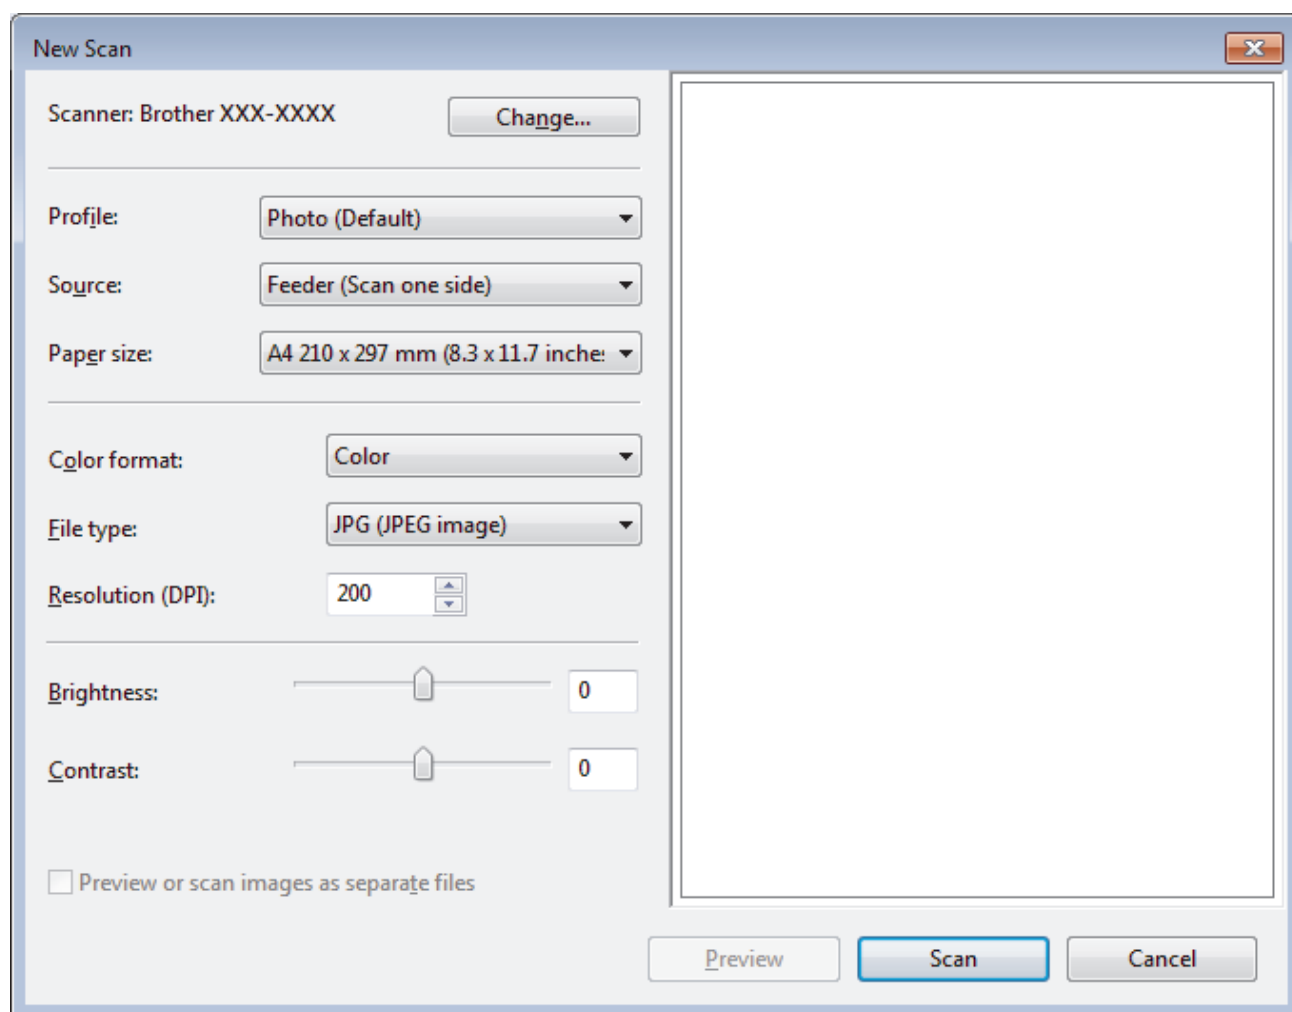 New Scan
Scanner: Brother XXX-XXXX Change...
Profile: Photo (Default)
Source: Feeder (Scan one side)
Paper size: A4 210 x 297 mm (8.3 x 11.7 inche
Color format: Color
File type: JPG (JPEG image)
Resolution (DPI): 200
Brightness: 0
Contrast: 0
Preview or scan images as separate files
Preview Scan Cancel